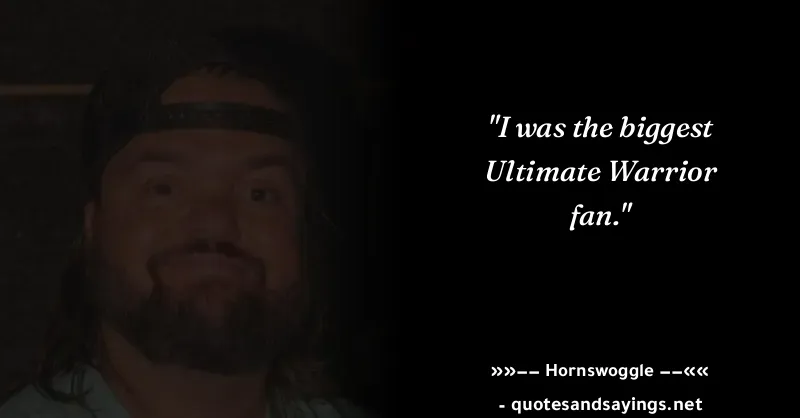 "I was the biggest
Ultimate Warrior
fan."
»»−− Hornswoggle −−««
- quotesandsayings.net